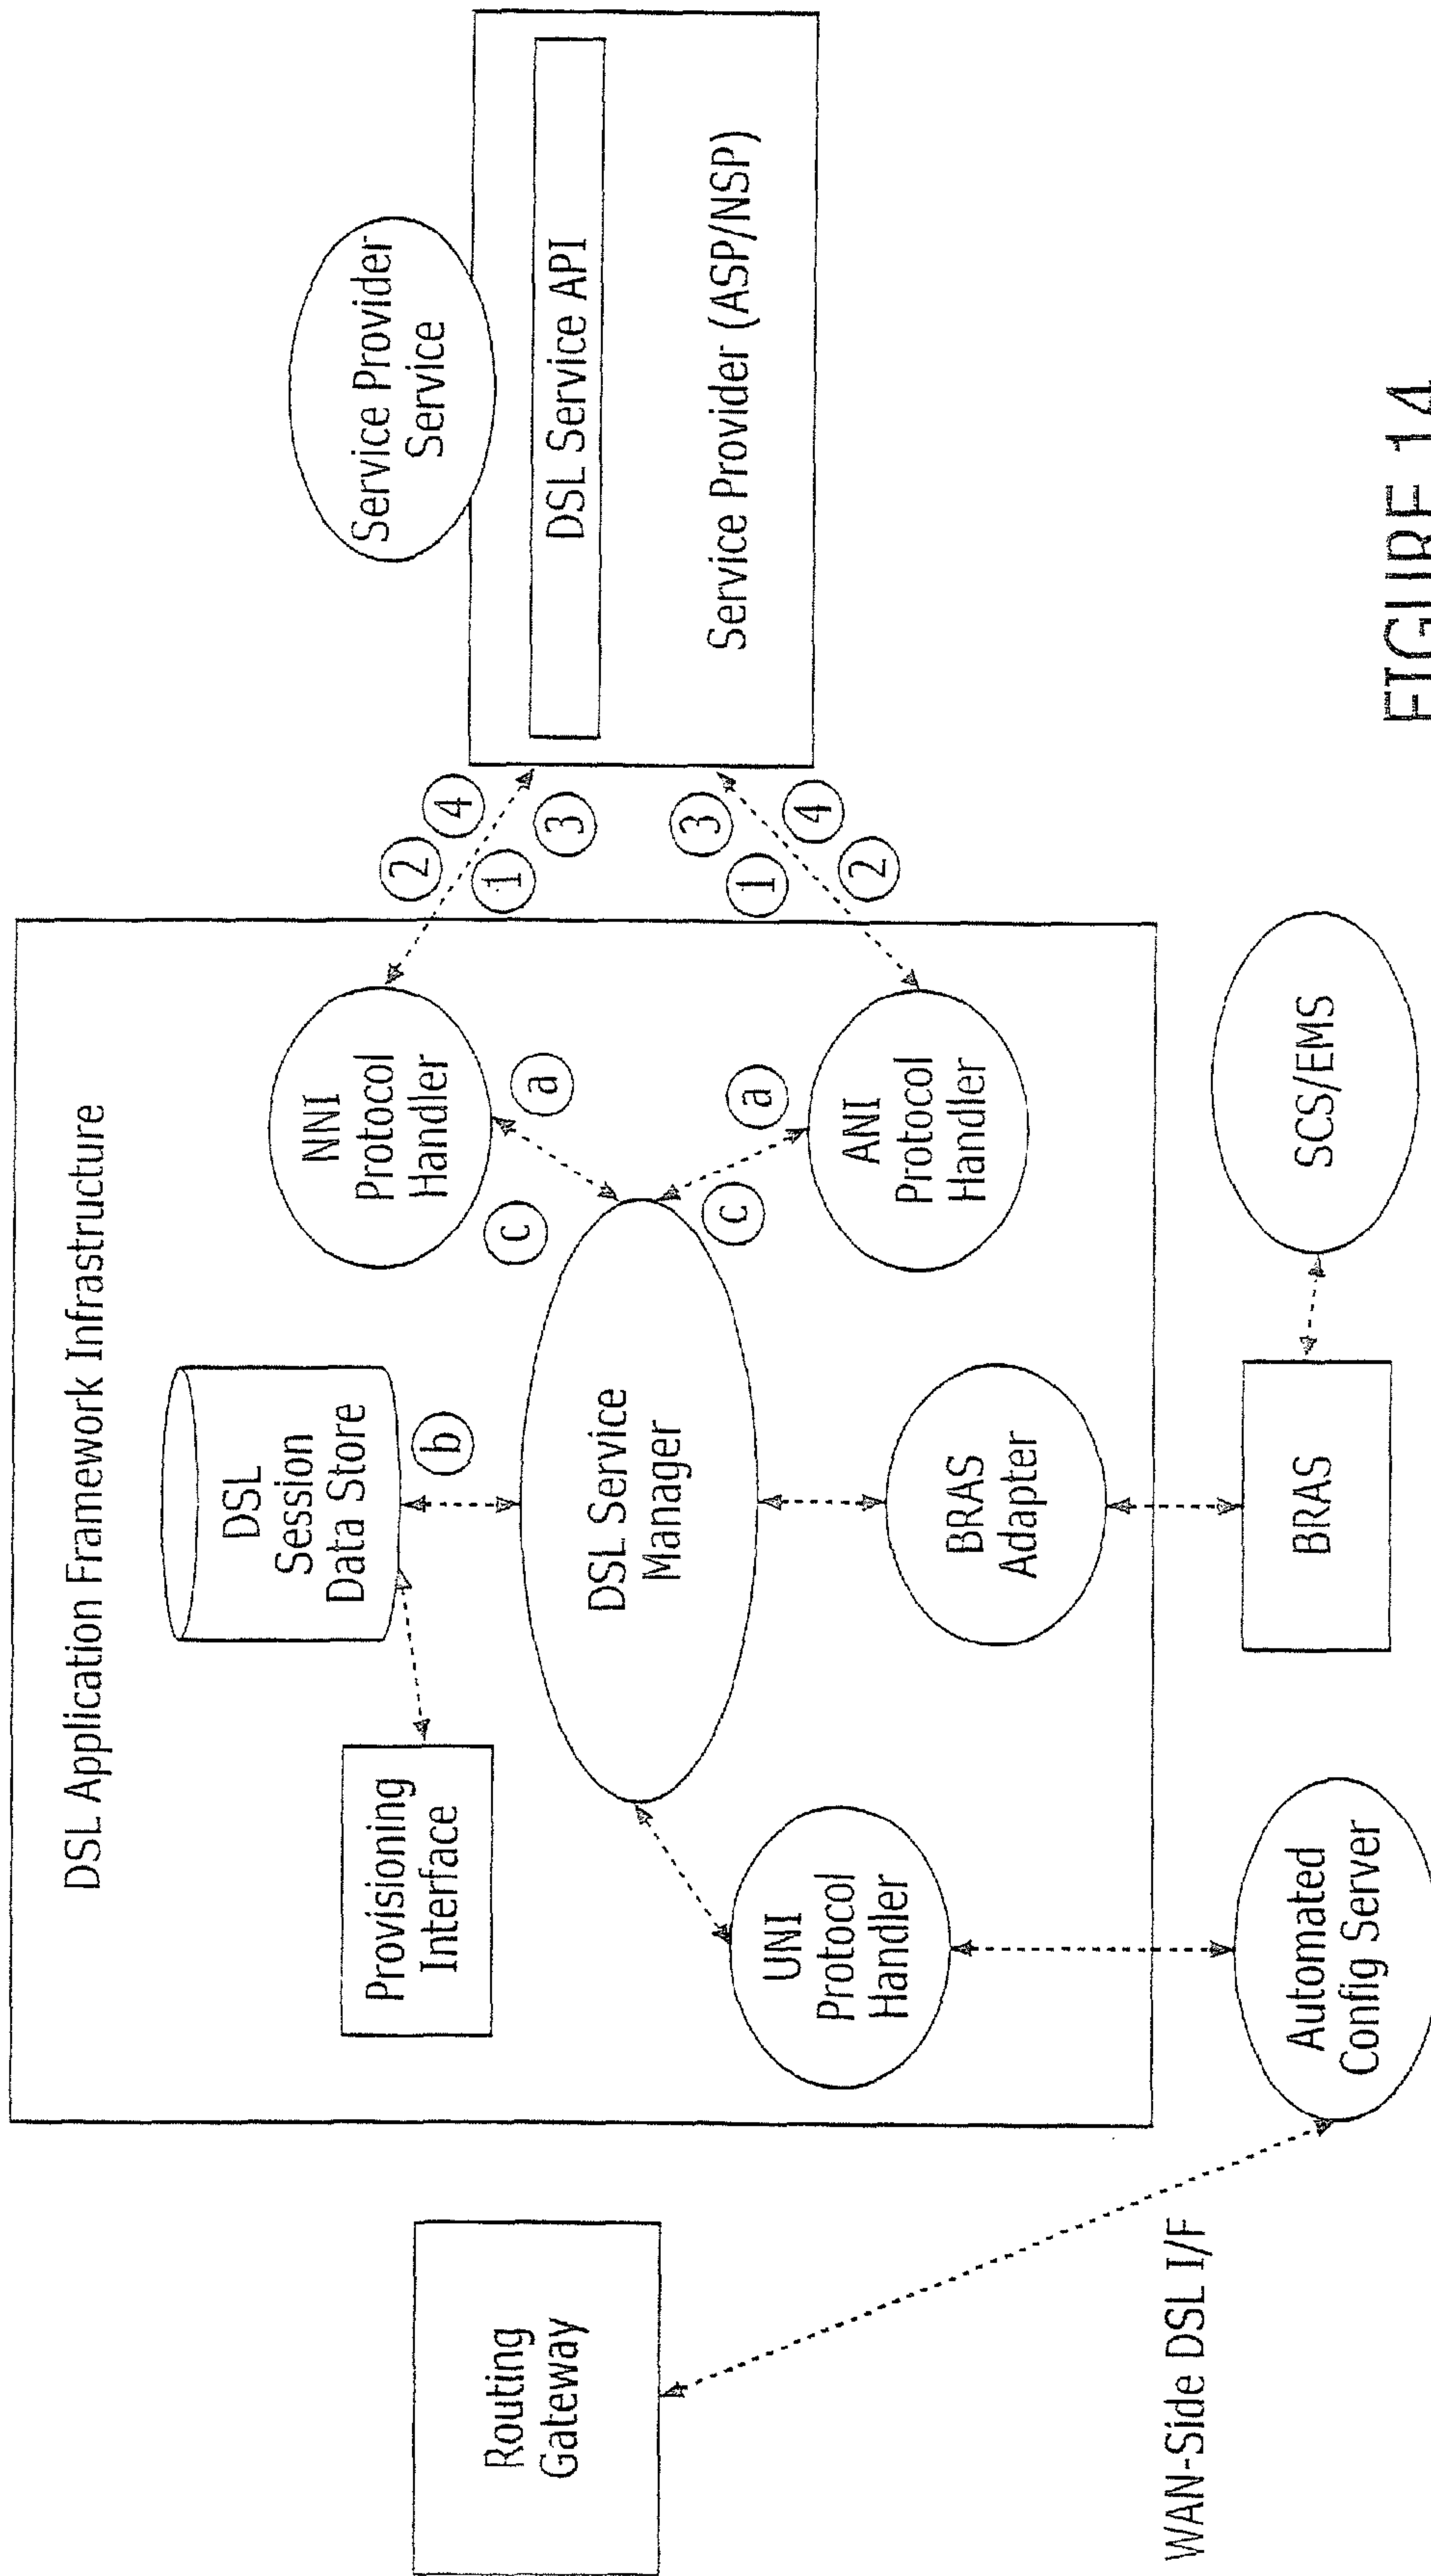 DSL Application Framework Infrastructure
Routing
Gateway
WAN-Side DSL I/F
Provisioning
Interface
DSL
Session
Data Store
b
DSL Service
Manager
UNI
Protocol
Handler
BRAS
Adapter
NNI
Protocol
Handler
a
c
a
c
ANI
Protocol
Handler
Automated
Config Server
BRAS
SCS/EMS
2
4
1
3
3
1
4
2
Service Provider
Service
DSL Service API
Service Provider (ASP/NSP)
FIGURE 14